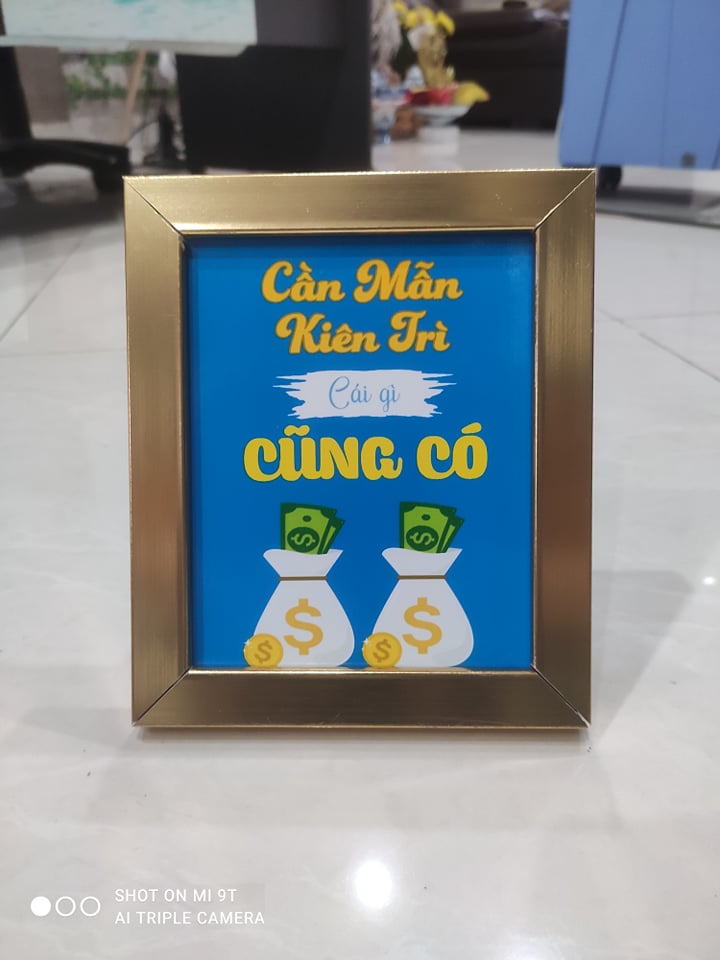 Cần Mẫn
Kiên Trì
Cái gì
CŨNG CÓ
$ $
$ $
$ $
SHOT ON MI 9T
AI TRIPLE CAMERA